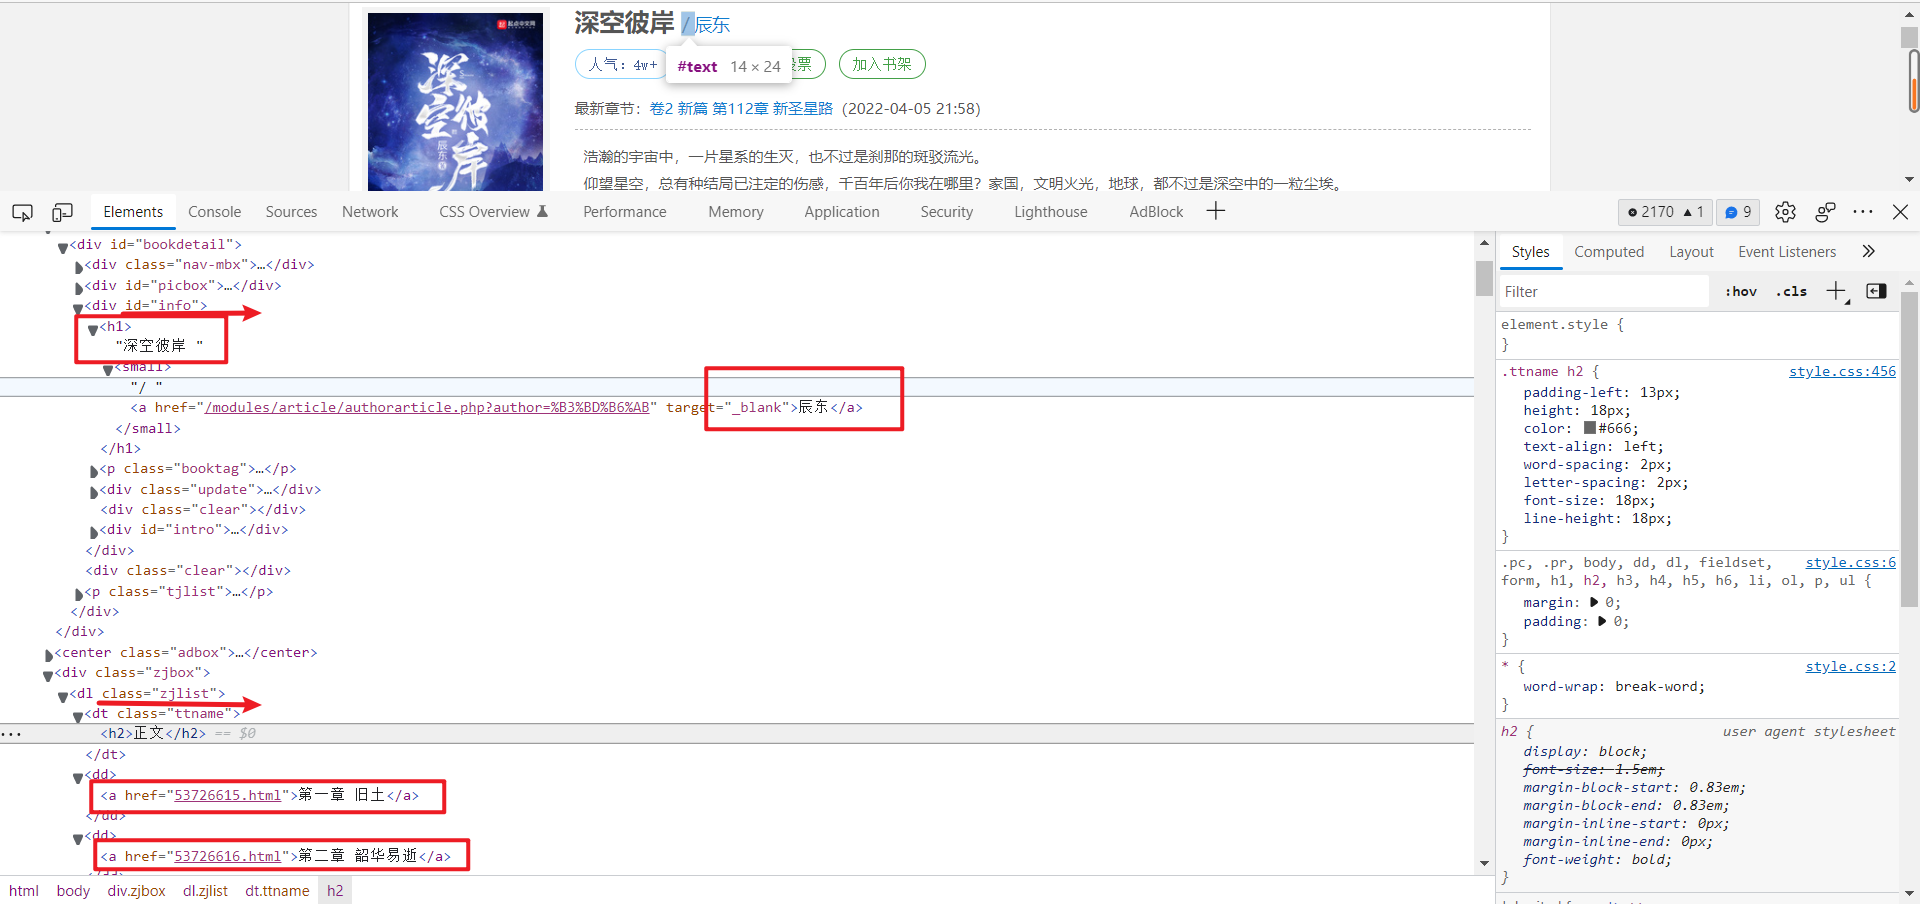 起点中文网
深空彼岸
辰东
深空彼岸 / 辰东
人气：4w+
#text 14 × 24
票
加入书架
最新章节：卷2 新篇 第112章 新圣星路 (2022-04-05 21:58)
浩瀚的宇宙中，一片星系的生灭，也不过是刹那的斑驳流光。
仰望星空，总有种结局已注定的伤感，千百年后你我在哪里？家国，文明火光，地球，都不过是深空中的一粒尘埃。
Elements Console Sources Network CSS Overview Performance Memory Application Security Lighthouse AdBlock
2170 1 9
<div id="bookdetail">
<div class="nav-mbx">…</div>
<div id="picbox">…</div>
<div id="info">
<h1>
"深空彼岸 "
<small>
"/ "
<a href="/modules/article/authorarticle.php?author=%B3%BD%B6%AB" target="_blank">辰东</a>
</small>
</h1>
<p class="booktag">…</p>
<div class="update">…</div>
<div class="clear"></div>
<div id="intro">…</div>
</div>
<div class="clear"></div>
<p class="tjlist">…</p>
</div>
</div>
<center class="adbox">…</center>
<div class="zjbox">
<dl class="zjlist">
<dt class="ttname">
… <h2>正文</h2> == $0
</dt>
<dd>
<a href="53726615.html">第一章 旧土</a>
</dd>
<dd>
<a href="53726616.html">第二章 韶华易逝</a>
html body div.zjbox dl.zjlist dt.ttname h2
Styles Computed Layout Event Listeners
Filter :hov .cls
element.style {
}
.ttname h2 { style.css:456
padding-left: 13px;
height: 18px;
color: #666;
text-align: left;
word-spacing: 2px;
letter-spacing: 2px;
font-size: 18px;
line-height: 18px;
}
.pc, .pr, body, dd, dl, fieldset, style.css:6
form, h1, h2, h3, h4, h5, h6, li, ol, p, ul {
margin: 0;
padding: 0;
}
* { style.css:2
word-wrap: break-word;
}
h2 { user agent stylesheet
display: block;
font-size: 1.5em;
margin-block-start: 0.83em;
margin-block-end: 0.83em;
margin-inline-start: 0px;
margin-inline-end: 0px;
font-weight: bold;
}